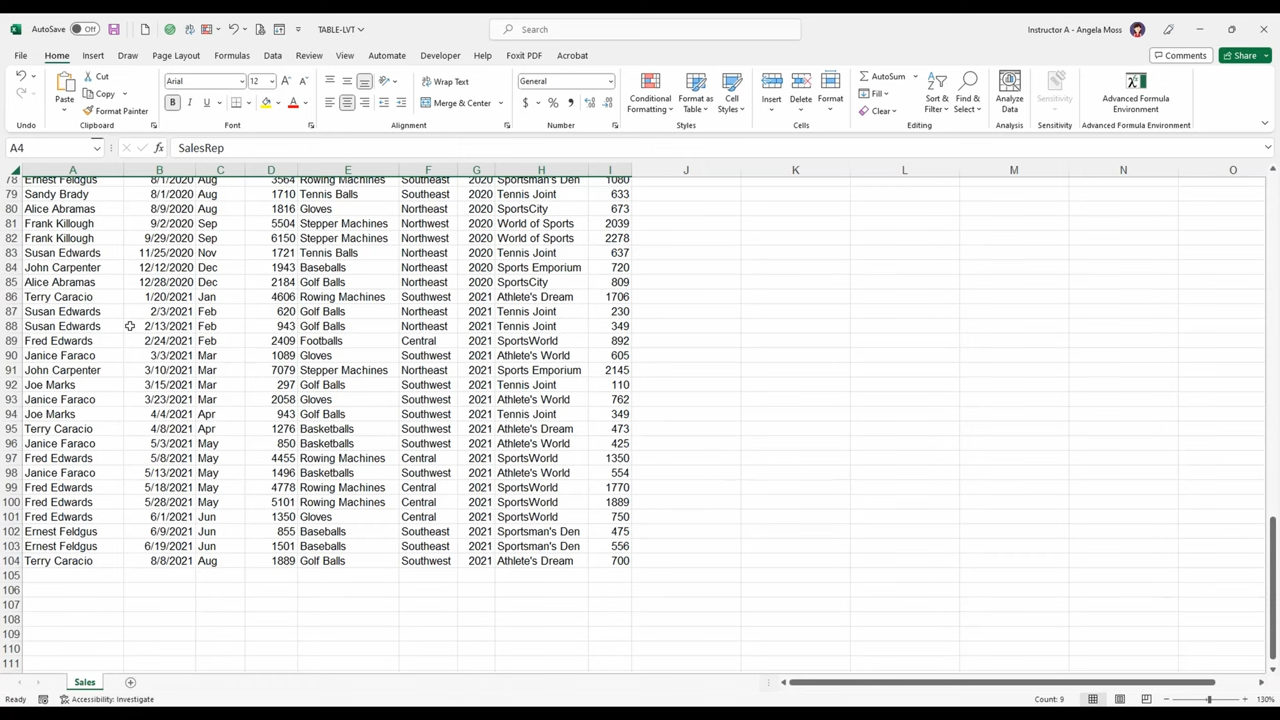 AutoSave Off TABLE-LVT Search Instructor A - Angela Moss
File Home Insert Draw Page Layout Formulas Data Review View Automate Developer Help Foxit PDF Acrobat Comments Share
Cut Arial 12 Wrap Text General AutoSum
Copy Fill
Paste Format Painter Merge & Center Conditional Formatting Format as Table Cell Styles Insert Delete Format Clear Sort & Filter Find & Select Analyze Data Sensitivity Advanced Formula Environment
Undo Clipboard Font Alignment Number Styles Cells Editing Analysis Sensitivity Advanced Formula Environment
A4 fx SalesRep
A B C D E F G H I J K L M N O
78 Ernest Feldgus 8/1/2020 Aug 3564 Rowing Machines Southeast 2020 Sportsman's Den 1080
79 Sandy Brady 8/1/2020 Aug 1710 Tennis Balls Southeast 2020 Tennis Joint 633
80 Alice Abramas 8/9/2020 Aug 1816 Gloves Northeast 2020 SportsCity 673
81 Frank Killough 9/2/2020 Sep 5504 Stepper Machines Northeast 2020 World of Sports 2039
82 Frank Killough 9/29/2020 Sep 6150 Stepper Machines Northeast 2020 World of Sports 2278
83 Susan Edwards 11/25/2020 Nov 1721 Tennis Balls Northeast 2020 Tennis Joint 637
84 John Carpenter 12/12/2020 Dec 1943 Baseballs Northeast 2020 Sports Emporium 720
85 Alice Abramas 12/28/2020 Dec 2184 Golf Balls Northeast 2020 SportsCity 809
86 Terry Caracio 1/20/2021 Jan 4606 Rowing Machines Southwest 2021 Athlete's Dream 1706
87 Susan Edwards 2/3/2021 Feb 620 Golf Balls Northeast 2021 Tennis Joint 230
88 Susan Edwards 2/13/2021 Feb 943 Golf Balls Northeast 2021 Tennis Joint 349
89 Fred Edwards 2/24/2021 Feb 2409 Footballs Central 2021 SportsWorld 892
90 Janice Faraco 3/3/2021 Mar 1089 Gloves Southwest 2021 Athlete's World 605
91 John Carpenter 3/10/2021 Mar 7079 Stepper Machines Northeast 2021 Sports Emporium 2145
92 Joe Marks 3/15/2021 Mar 297 Golf Balls Southwest 2021 Tennis Joint 110
93 Janice Faraco 3/23/2021 Mar 2058 Gloves Southwest 2021 Athlete's World 762
94 Joe Marks 4/4/2021 Apr 943 Golf Balls Southwest 2021 Tennis Joint 349
95 Terry Caracio 4/8/2021 Apr 1276 Basketballs Southwest 2021 Athlete's Dream 473
96 Janice Faraco 5/3/2021 May 850 Golf Balls Southwest 2021 Athlete's World 425
97 Fred Edwards 5/8/2021 May 4455 Rowing Machines Central 2021 SportsWorld 1350
98 Janice Faraco 5/13/2021 May 1496 Basketballs Southwest 2021 Athlete's World 554
99 Fred Edwards 5/18/2021 May 4778 Rowing Machines Central 2021 SportsWorld 1770
100 Fred Edwards 5/28/2021 May 5101 Rowing Machines Central 2021 SportsWorld 1889
101 Fred Edwards 6/1/2021 Jun 1350 Gloves Central 2021 SportsWorld 750
102 Ernest Feldgus 6/9/2021 Jun 855 Baseballs Southeast 2021 Sportsman's Den 475
103 Ernest Feldgus 6/19/2021 Jun 1501 Baseballs Southeast 2021 Sportsman's Den 556
104 Terry Caracio 8/8/2021 Aug 1889 Golf Balls Southwest 2021 Athlete's Dream 700
105
106
107
108
109
110
111
Sales
Ready Accessibility: Investigate Count: 9 130%